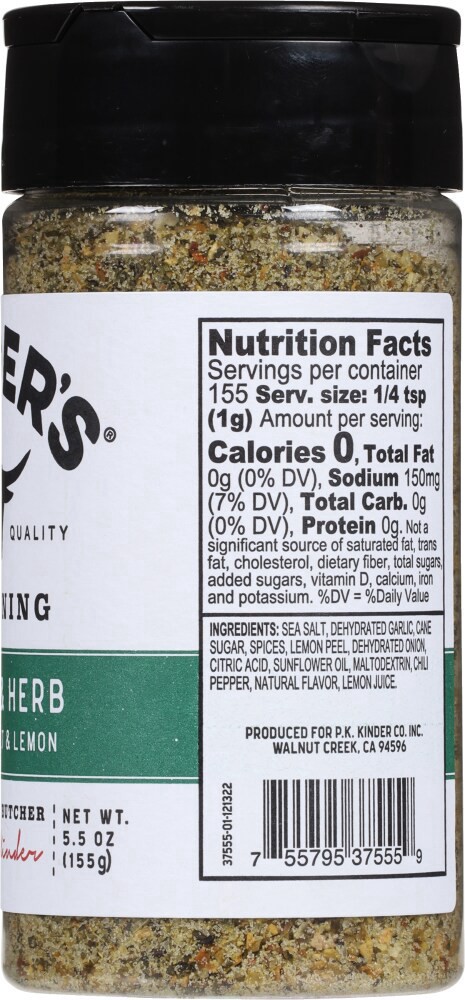 ER'S®
QUALITY
NING
& HERB
T & LEMON
BUTCHER
inder
NET WT.
5.5 OZ
(155g)
Nutrition Facts
Servings per container
155 Serv. size: 1/4 tsp
(1g) Amount per serving:
Calories 0, Total Fat
0g (0% DV), Sodium 150mg
(7% DV), Total Carb. 0g
(0% DV), Protein 0g. Not a
significant source of saturated fat, trans
fat, cholesterol, dietary fiber, total sugars,
added sugars, vitamin D, calcium, iron
and potassium. %DV = %Daily Value
INGREDIENTS: SEA SALT, DEHYDRATED GARLIC, CANE
SUGAR, SPICES, LEMON PEEL, DEHYDRATED ONION,
CITRIC ACID, SUNFLOWER OIL, MALTODEXTRIN, CHILI
PEPPER, NATURAL FLAVOR, LEMON JUICE.
PRODUCED FOR P.K. KINDER CO. INC.
WALNUT CREEK, CA 94596
37555-01-121322
7 55795 37555 9